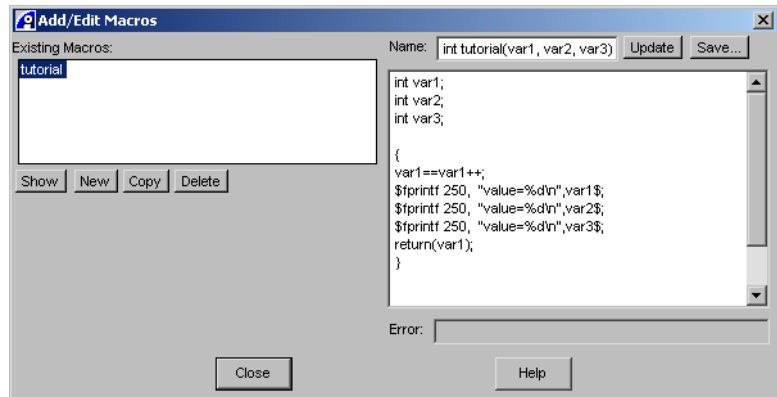 Add/Edit Macros
Existing Macros:
tutorial
Show New Copy Delete
Name: int tutorial(var1, var2, var3) Update Save...
int var1;
int var2;
int var3;
{
var1==var1++;
$fprintf 250, "value=%d\n",var1$;
$fprintf 250, "value=%d\n",var2$;
$fprintf 250, "value=%d\n",var3$;
return(var1);
}
Error:
Close Help